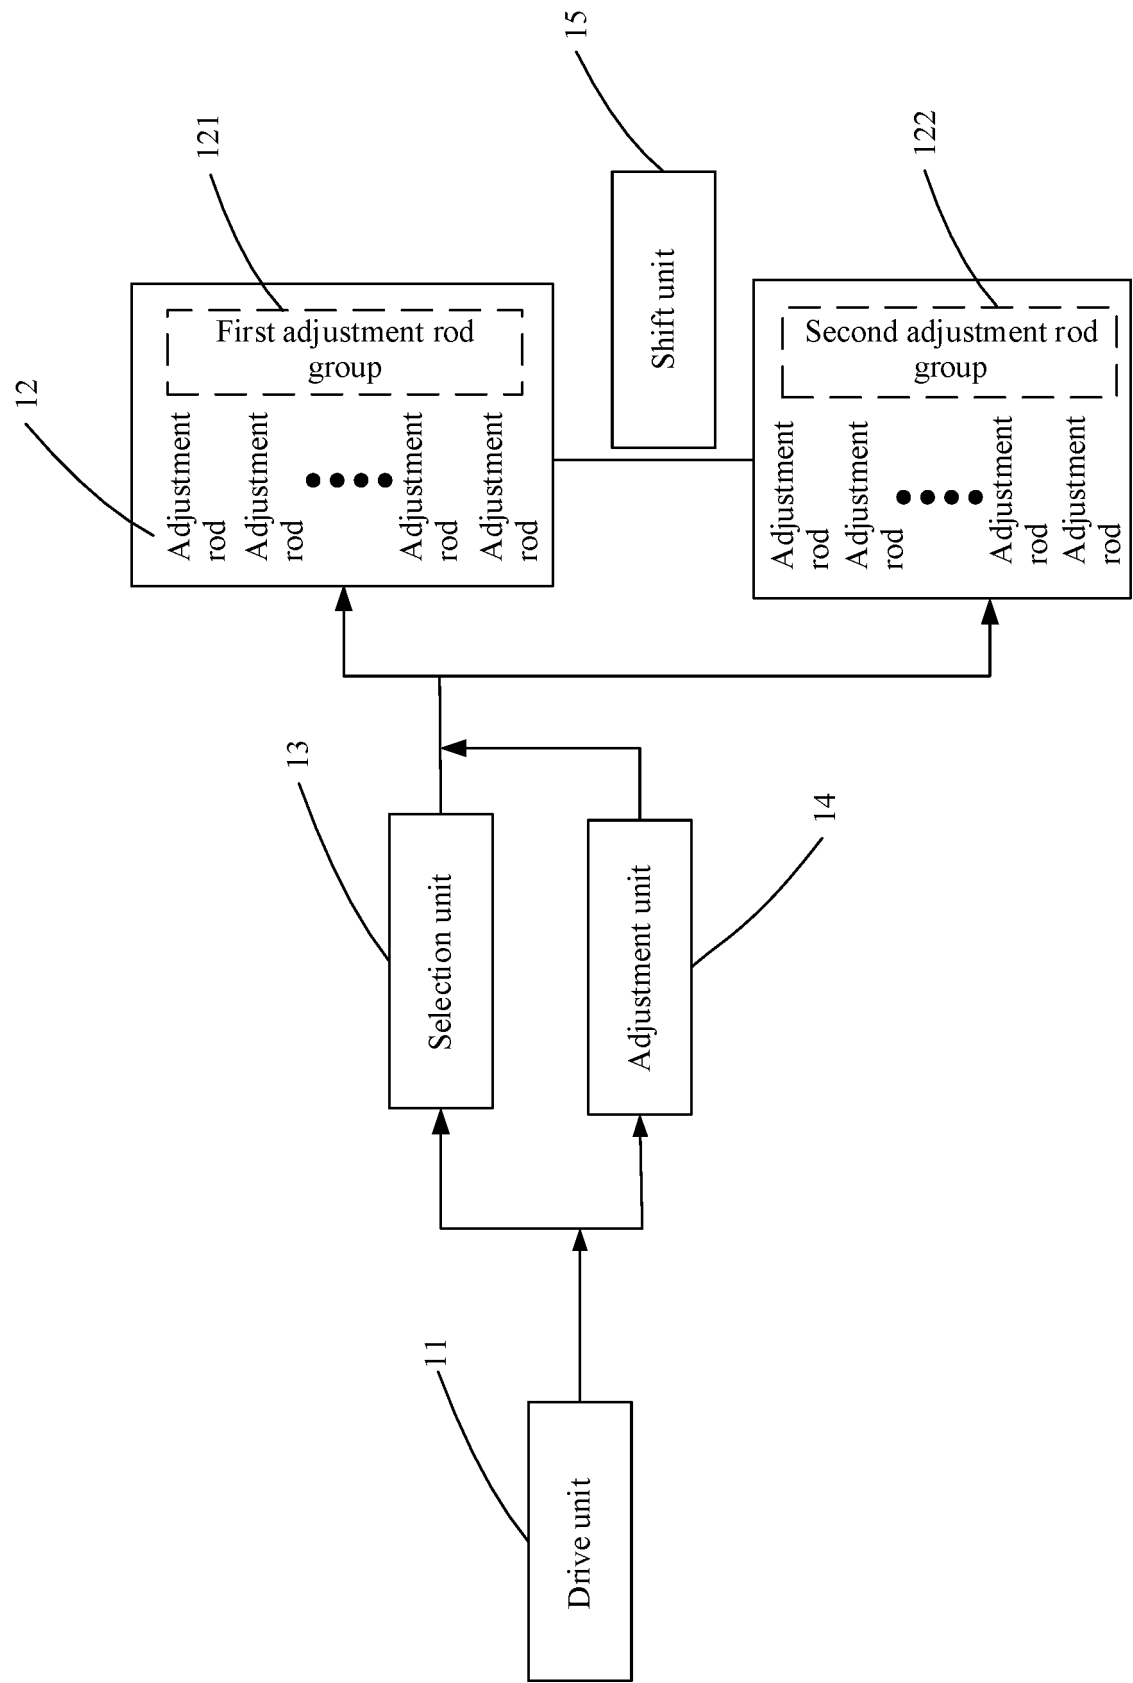 15
121
122
First adjustment rod
group
Shift unit
Second adjustment rod
group
12
Adjustment
rod
Adjustment
rod
Adjustment
rod
Adjustment
rod
Adjustment
rod
Adjustment
rod
Adjustment
rod
Adjustment
rod
13
14
Selection unit
Adjustment unit
11
Drive unit